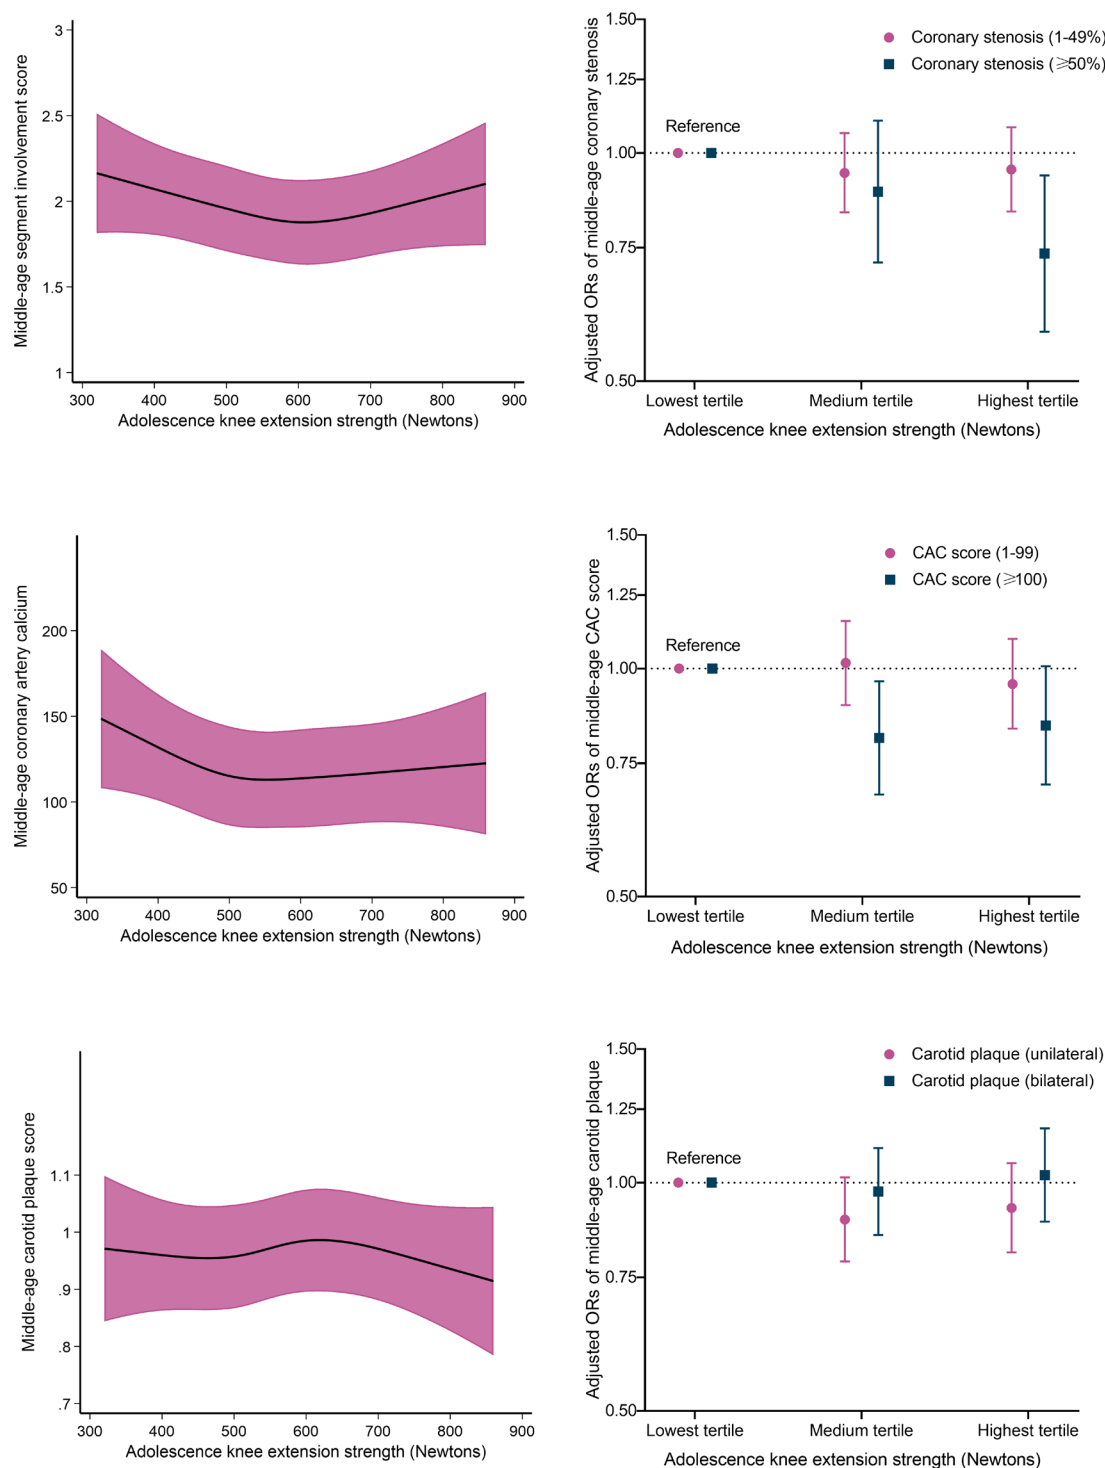 Middle-age segment involvement score
3
2.5
2
1.5
1
300 400 500 600 700 800 900
Adolescence knee extension strength (Newtons)
Adjusted ORs of middle-age coronary stenosis
1.50
1.25
1.00
0.75
0.50
Coronary stenosis (1-49%)
Coronary stenosis (⩾50%)
Reference
Lowest tertile Medium tertile Highest tertile
Adolescence knee extension strength (Newtons)
Middle-age coronary artery calcium
200
150
100
50
300 400 500 600 700 800 900
Adolescence knee extension strength (Newtons)
Adjusted ORs of middle-age CAC score
1.50
1.25
1.00
0.75
0.50
CAC score (1-99)
CAC score (⩾100)
Reference
Lowest tertile Medium tertile Highest tertile
Adolescence knee extension strength (Newtons)
Middle-age carotid plaque score
1.1
1
.9
.8
.7
300 400 500 600 700 800 900
Adolescence knee extension strength (Newtons)
Adjusted ORs of middle-age carotid plaque
1.50
1.25
1.00
0.75
0.50
Carotid plaque (unilateral)
Carotid plaque (bilateral)
Reference
Lowest tertile Medium tertile Highest tertile
Adolescence knee extension strength (Newtons)